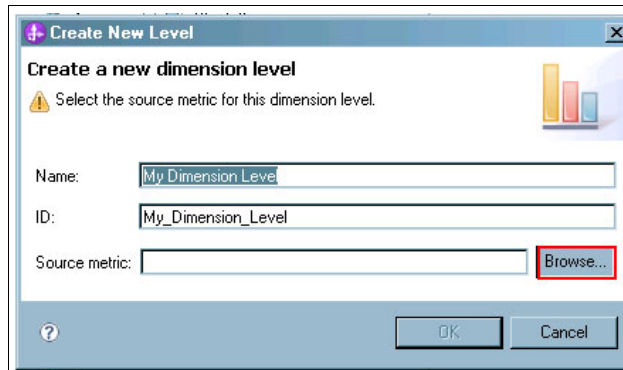 Create New Level
Create a new dimension level
Select the source metric for this dimension level.
Name: My Dimension Level
ID: My_Dimension_Level
Source metric: Browse...
OK Cancel